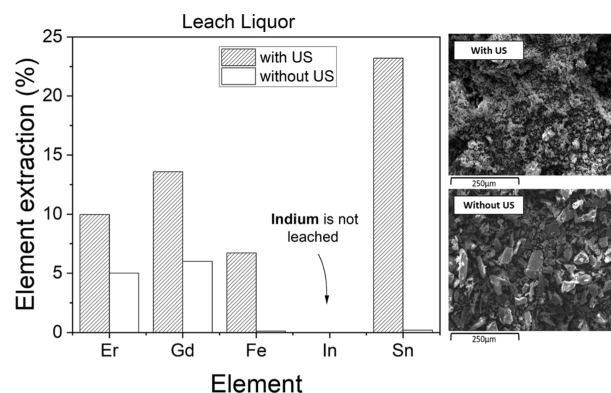 Leach Liquor
Element extraction (%)
25
20
15
10
5
0
with US
without US
Indium is not
leached
Er Gd Fe In Sn
Element
With US
250µm
Without US
250µm